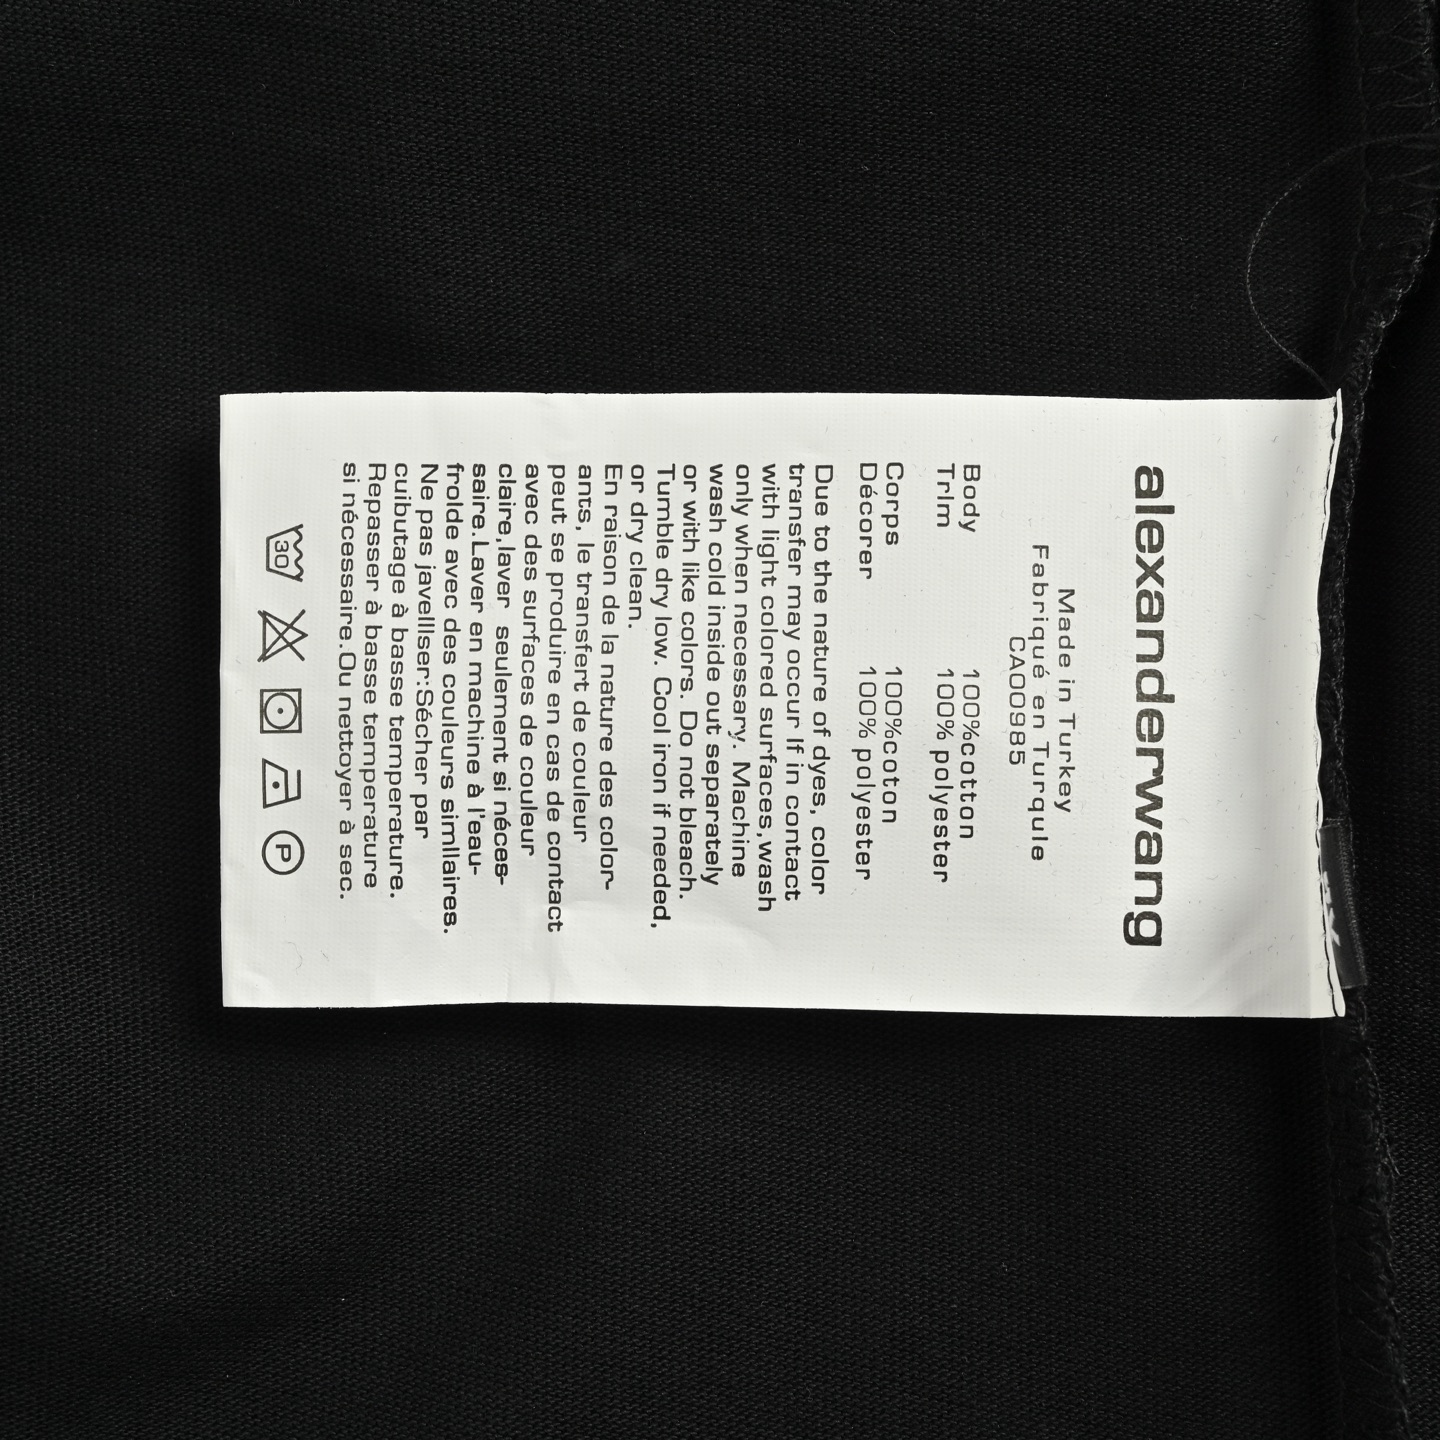 alexanderwang
Made in Turkey
Fabriqué en Turqule
CA00985
Body 100%cotton
TrIm 100% polyester
Corps 100%coton
Décorer 100% polyester
Due to the nature of dyes, color
transfer may occur If in contact
with light colored surfaces,wash
only when necessary. Machine
wash cold inside out separately
or with like colors. Do not bleach.
Tumble dry low. Cool iron if needed,
or dry clean.
En raison de la nature des color-
ants, le transfert de couleur
peut se produire en cas de contact
avec des surfaces de couleur
claire,laver seulement si néces-
saire.Laver en machine à l'eau-
frolde avec des couleurs simllaires.
Ne pas javelIser:Sécher par
cuibutage à basse temperature.
Repasser à basse temperature
si nécessaire.Ou nettoyer à sec.
30
P